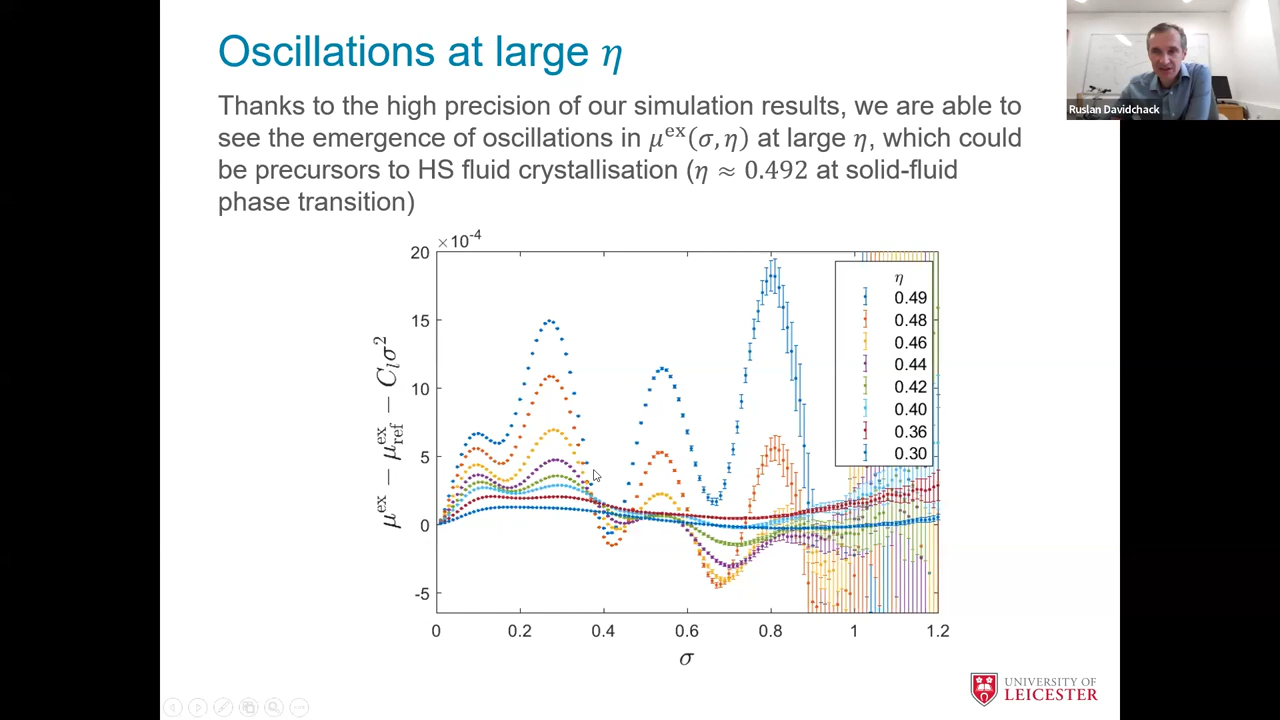 Oscillations at large η
Thanks to the high precision of our simulation results, we are able to
see the emergence of oscillations in μ^ex(σ, η) at large η, which could
be precursors to HS fluid crystallisation (η ≈ 0.492 at solid-fluid
phase transition)
Ruslan Davidchack
×10^-4
20
15
10
5
0
-5
μ^ex − μ^ex_ref − C_l σ^2
0 0.2 0.4 0.6 0.8 1 1.2
σ
η
0.49
0.48
0.46
0.44
0.42
0.40
0.36
0.30
UNIVERSITY OF
LEICESTER